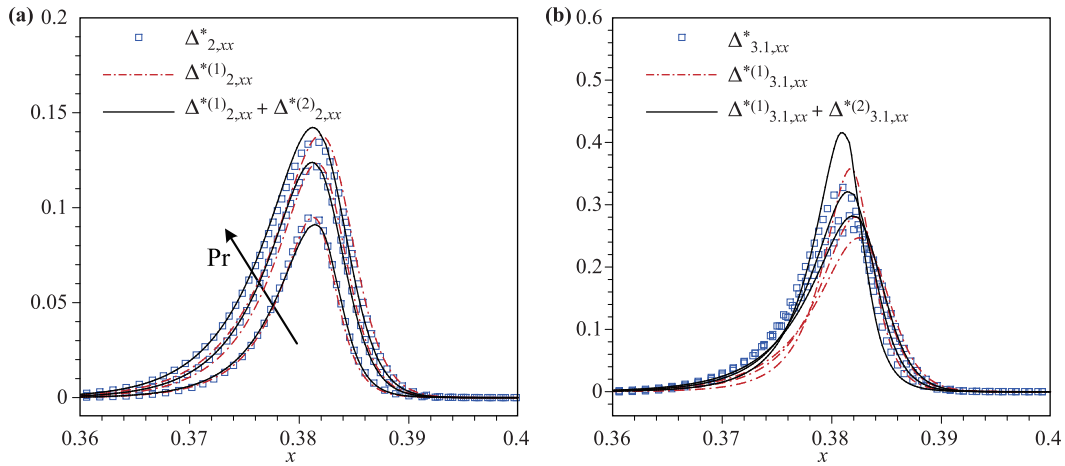 (a)
0.2
0.15
0.1
0.05
0
Δ*2,xx
Δ*(1)2,xx
Δ*(1)2,xx + Δ*(2)2,xx
Pr
0.36 0.37 0.38 0.39 0.4
x
(b)
0.6
0.5
0.4
0.3
0.2
0.1
0
Δ*3.1,xx
Δ*(1)3.1,xx
Δ*(1)3.1,xx + Δ*(2)3.1,xx
0.36 0.37 0.38 0.39 0.4
x